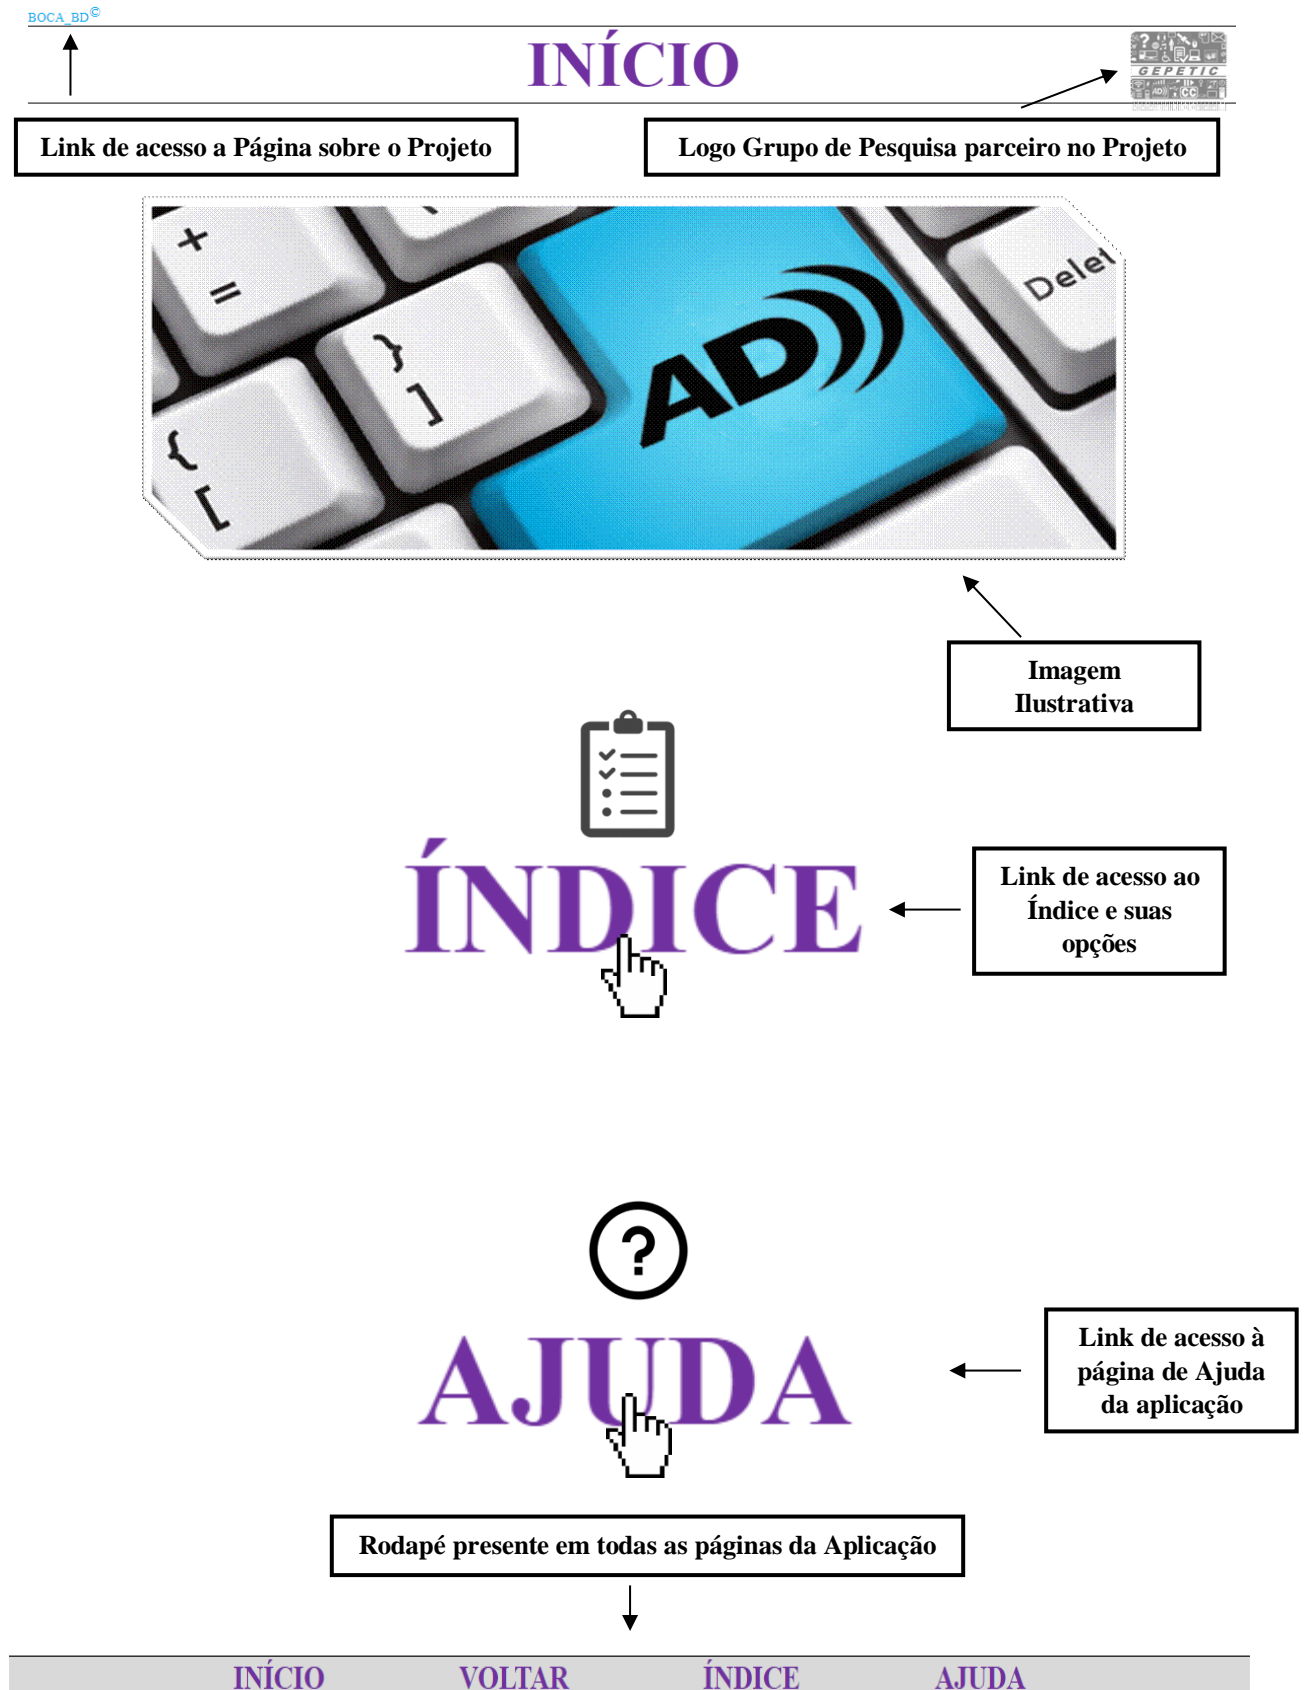 BOCA_BD©
INÍCIO
GEPETIC
AD)) CC
Link de acesso a Página sobre o Projeto
Logo Grupo de Pesquisa parceiro no Projeto
+
=
}
]
{
[
AD)))
Delet
Imagem
Ilustrativa
ÍNDICE
Link de acesso ao
Índice e suas
opções
?
AJUDA
Link de acesso à
página de Ajuda
da aplicação
Rodapé presente em todas as páginas da Aplicação
INÍCIO VOLTAR ÍNDICE AJUDA